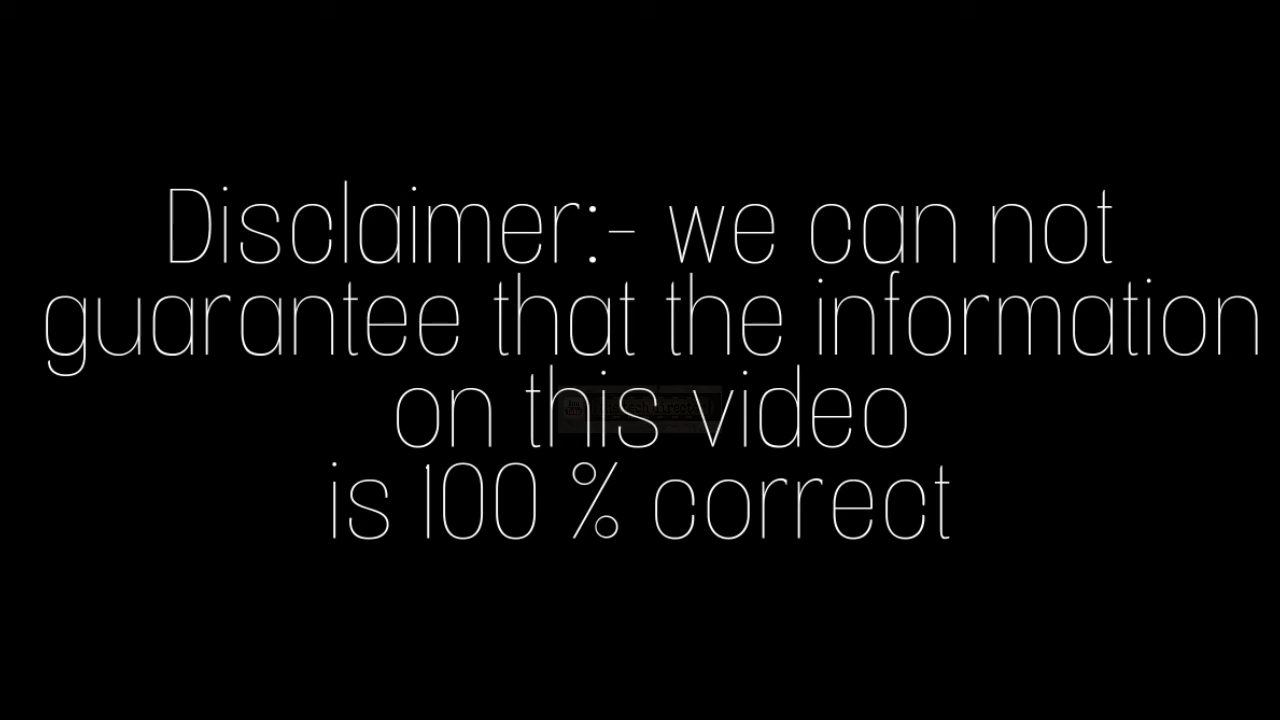 Disclaimer:- we can not
guarantee that the information
on this video
is 100 % correct